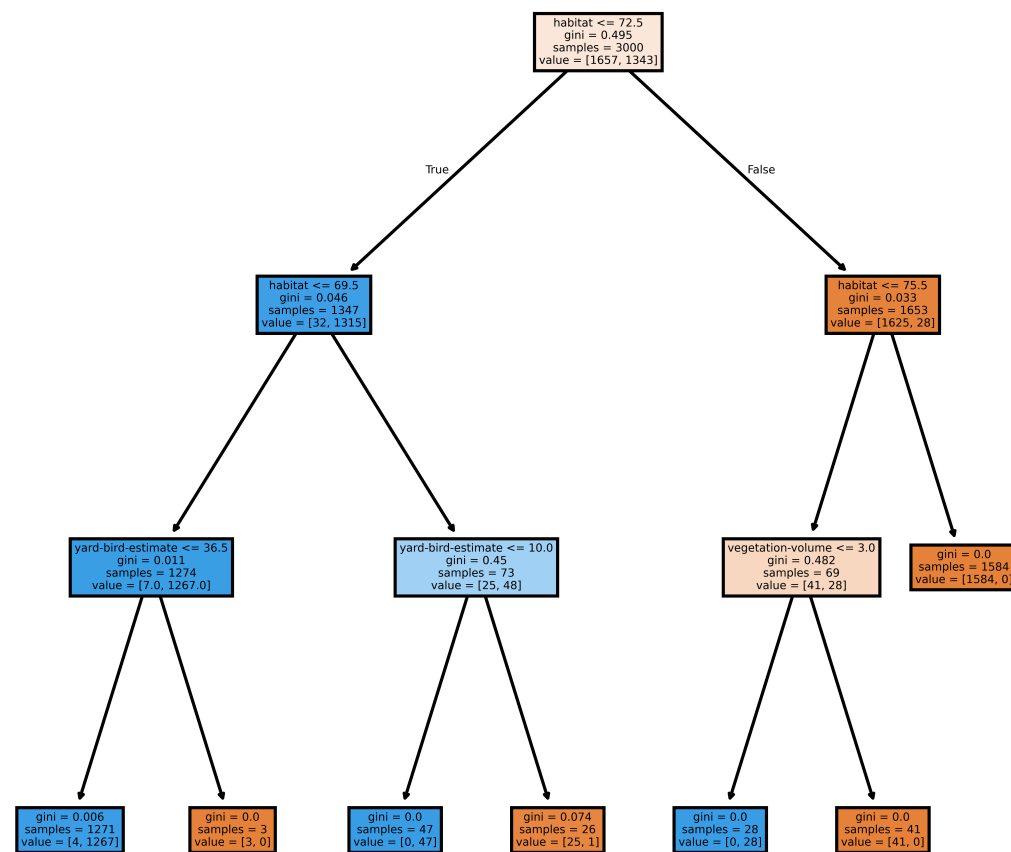 habitat <= 72.5
gini = 0.495
samples = 3000
value = [1657, 1343]
True
False
habitat <= 69.5
gini = 0.046
samples = 1347
value = [32, 1315]
habitat <= 75.5
gini = 0.033
samples = 1653
value = [1625, 28]
yard-bird-estimate <= 36.5
gini = 0.011
samples = 1274
value = [7.0, 1267.0]
yard-bird-estimate <= 10.0
gini = 0.45
samples = 73
value = [25, 48]
vegetation-volume <= 3.0
gini = 0.482
samples = 69
value = [41, 28]
gini = 0.0
samples = 1584
value = [1584, 0]
gini = 0.006
samples = 1271
value = [4, 1267]
gini = 0.0
samples = 3
value = [3, 0]
gini = 0.0
samples = 47
value = [0, 47]
gini = 0.074
samples = 26
value = [25, 1]
gini = 0.0
samples = 28
value = [0, 28]
gini = 0.0
samples = 41
value = [41, 0]